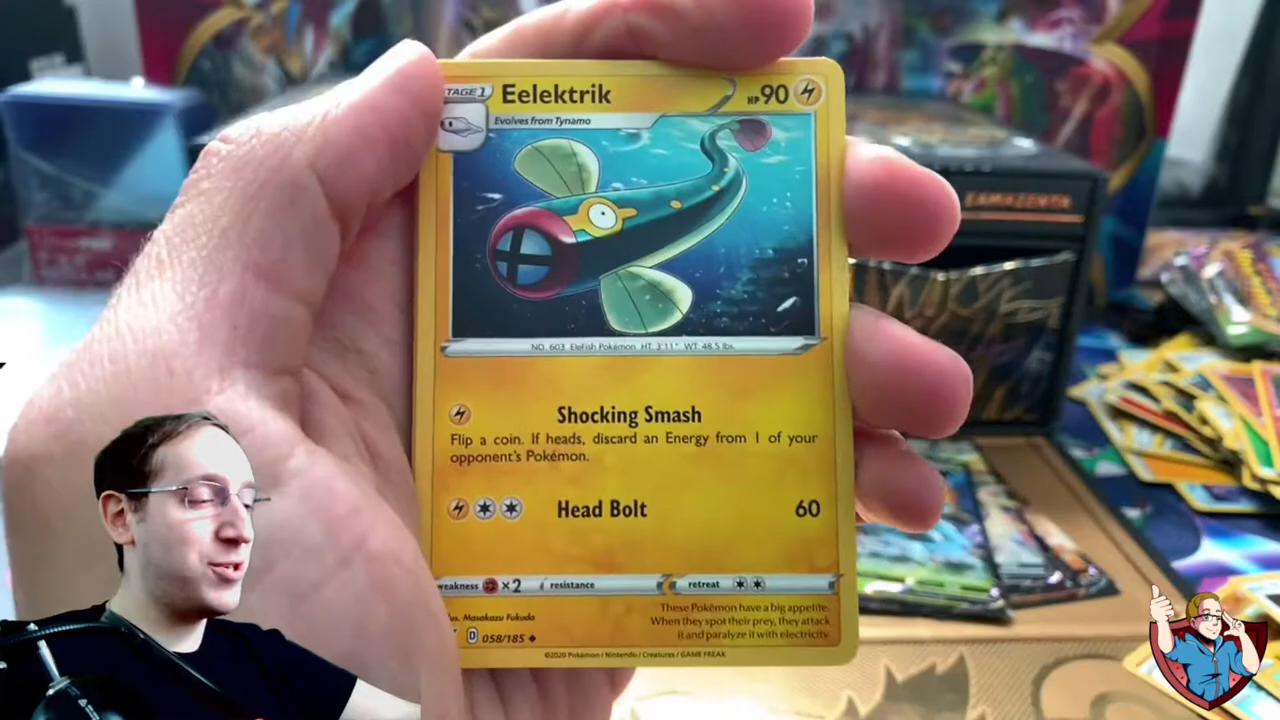 STAGE 1
Eelektrik
HP 90
Evolves from Tynamo
NO. 603 EleFish Pokémon HT: 3'11" WT: 48.5 lbs.
Shocking Smash
Flip a coin. If heads, discard an Energy from 1 of your
opponent's Pokémon.
Head Bolt 60
weakness ×2 resistance retreat
These Pokémon have a big appetite.
When they spot their prey, they attack
it and paralyze it with electricity.
us. Masakazu Fukuda
D 058/185
©2020 Pokémon / Nintendo / Creatures / GAME FREAK
ZAMAZENTA